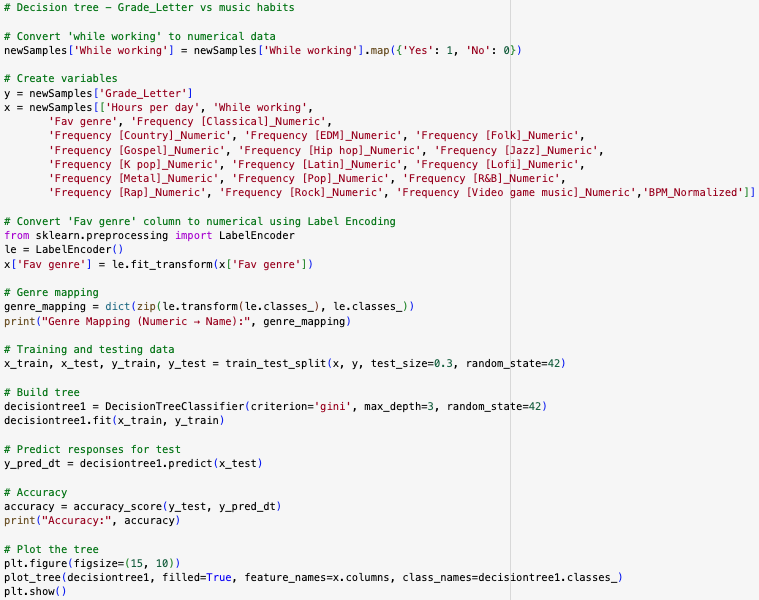 # Decision tree – Grade_Letter vs music habits
# Convert 'while working' to numerical data
newSamples['While working'] = newSamples['While working'].map({'Yes': 1, 'No': 0})
# Create variables
y = newSamples['Grade_Letter']
x = newSamples[['Hours per day', 'While working',
'Fav genre', 'Frequency [Classical]_Numeric',
'Frequency [Country]_Numeric', 'Frequency [EDM]_Numeric', 'Frequency [Folk]_Numeric',
'Frequency [Gospel]_Numeric', 'Frequency [Hip hop]_Numeric', 'Frequency [Jazz]_Numeric',
'Frequency [K pop]_Numeric', 'Frequency [Latin]_Numeric', 'Frequency [Lofi]_Numeric',
'Frequency [Metal]_Numeric', 'Frequency [Pop]_Numeric', 'Frequency [R&B]_Numeric',
'Frequency [Rap]_Numeric', 'Frequency [Rock]_Numeric', 'Frequency [Video game music]_Numeric','BPM_Normalized']]
# Convert 'Fav genre' column to numerical using Label Encoding
from sklearn.preprocessing import LabelEncoder
le = LabelEncoder()
x['Fav genre'] = le.fit_transform(x['Fav genre'])
# Genre mapping
genre_mapping = dict(zip(le.transform(le.classes_), le.classes_))
print("Genre Mapping (Numeric → Name):", genre_mapping)
# Training and testing data
x_train, x_test, y_train, y_test = train_test_split(x, y, test_size=0.3, random_state=42)
# Build tree
decisiontree1 = DecisionTreeClassifier(criterion='gini', max_depth=3, random_state=42)
decisiontree1.fit(x_train, y_train)
# Predict responses for test
y_pred_dt = decisiontree1.predict(x_test)
# Accuracy
accuracy = accuracy_score(y_test, y_pred_dt)
print("Accuracy:", accuracy)
# Plot the tree
plt.figure(figsize=(15, 10))
plot_tree(decisiontree1, filled=True, feature_names=x.columns, class_names=decisiontree1.classes_)
plt.show()